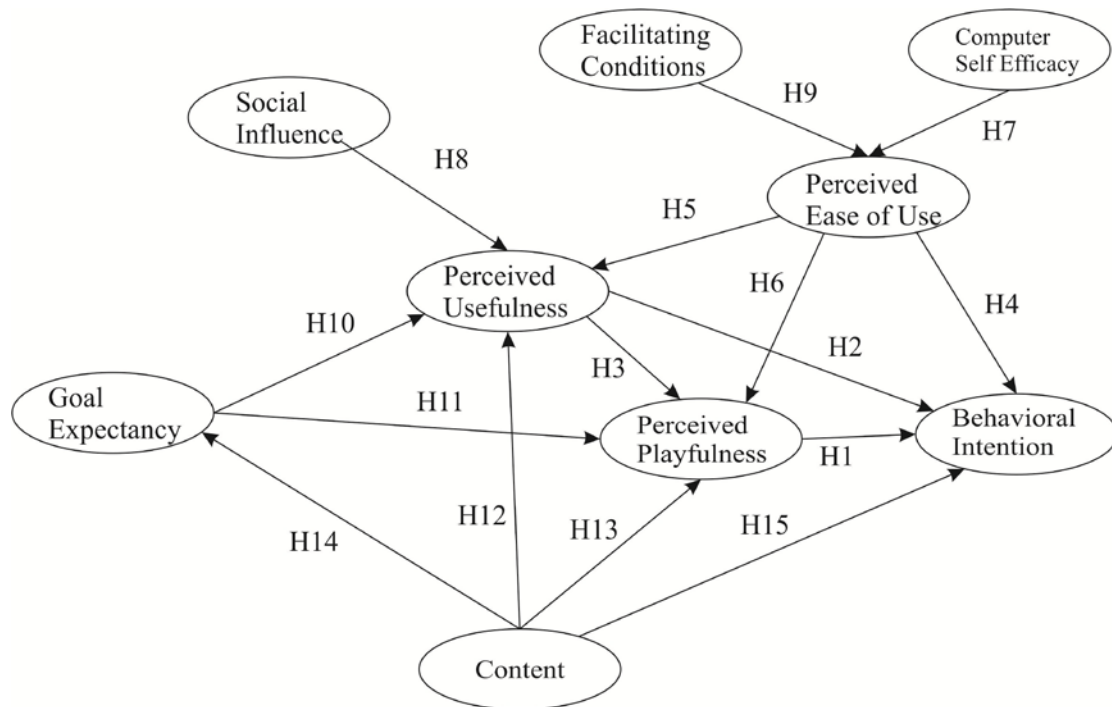 Facilitating
Conditions
Computer
Self Efficacy
Social
Influence
H9
H7
H8
Perceived
Ease of Use
H5
Perceived
Usefulness
H6
H4
H10
H2
H3
Goal
Expectancy
H11
Perceived
Playfulness
Behavioral
Intention
H1
H12
H13
H15
H14
Content